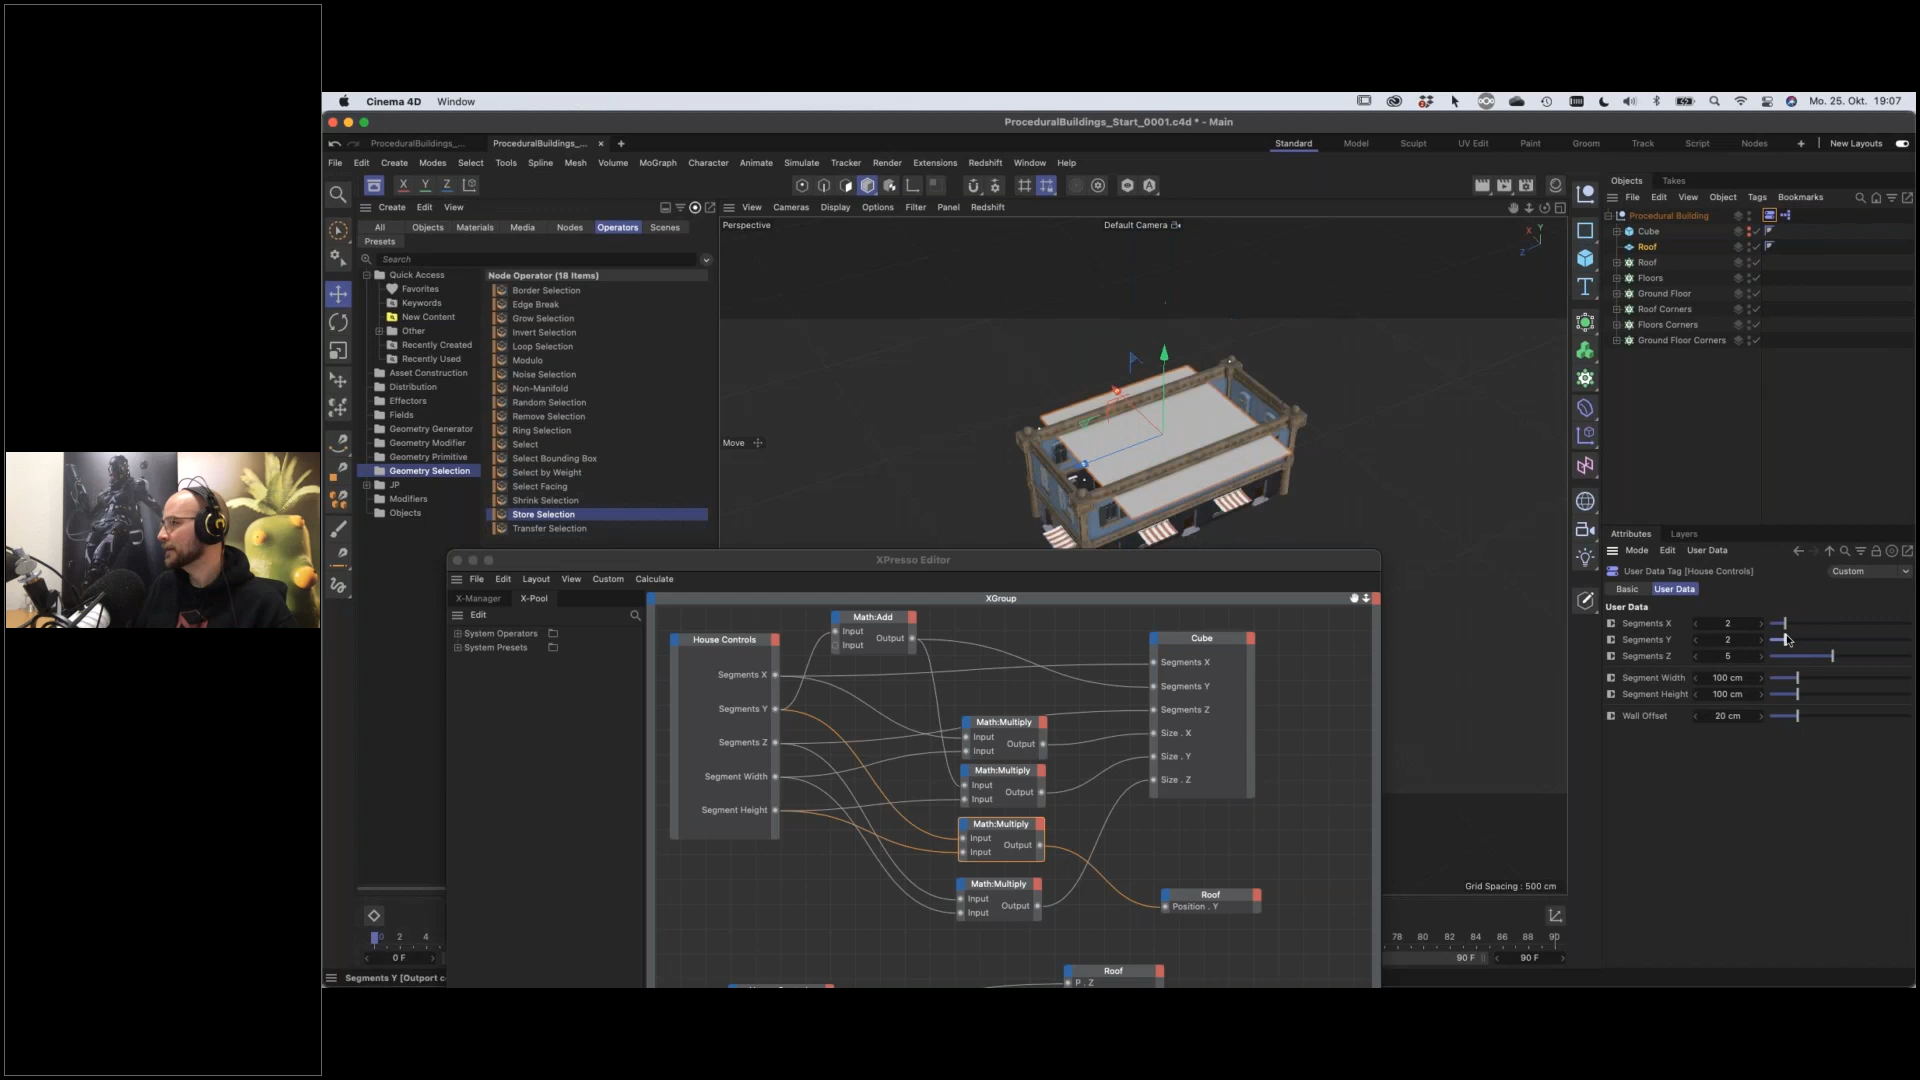 Cinema 4D Window
Mo. 25. Okt. 19:07
ProceduralBuildings_Start_0001.c4d * - Main
ProceduralBuildings_... ProceduralBuildings_... × +
Standard Model Sculpt UV Edit Paint Groom Track Script Nodes + New Layouts
File Edit Create Modes Select Tools Spline Mesh Volume MoGraph Character Animate Simulate Tracker Render Extensions Redshift Window Help
X Y Z
Objects Takes
File Edit View Object Tags Bookmarks
Procedural Building
Cube
Roof
Roof
Floors
Ground Floor
Roof Corners
Floors Corners
Ground Floor Corners
Create Edit View
All Objects Materials Media Nodes Operators Scenes
Presets
Search
Quick Access
Favorites
Keywords
New Content
Other
Recently Created
Recently Used
Asset Construction
Distribution
Effectors
Fields
Geometry Generator
Geometry Modifier
Geometry Primitive
Geometry Selection
JP
Modifiers
Objects
Node Operator (18 Items)
Border Selection
Edge Break
Grow Selection
Invert Selection
Loop Selection
Modulo
Noise Selection
Non-Manifold
Random Selection
Remove Selection
Ring Selection
Select
Select Bounding Box
Select by Weight
Select Facing
Shrink Selection
Store Selection
Transfer Selection
View Cameras Display Options Filter Panel Redshift
Perspective
Default Camera
X Y
Z
Move
Grid Spacing : 500 cm
Attributes Layers
Mode Edit User Data
User Data Tag [House Controls]
Custom
Basic User Data
User Data
Segments X 2
Segments Y 2
Segments Z 5
Segment Width 100 cm
Segment Height 100 cm
Wall Offset 20 cm
XPresso Editor
File Edit Layout View Custom Calculate
X-Manager X-Pool
Edit
System Operators
System Presets
XGroup
House Controls
Segments X
Segments Y
Segments Z
Segment Width
Segment Height
Math:Add
Input Output
Input
Math:Multiply
Input Output
Input
Math:Multiply
Input Output
Input
Math:Multiply
Input Output
Input
Math:Multiply
Input Output
Input
Cube
Segments X
Segments Y
Segments Z
Size . X
Size . Y
Size . Z
Roof
Position . Y
Roof
P . Z
0 2 4
0 F
78 80 82 84 86 88 90
90 F 90 F
Segments Y [Outport c